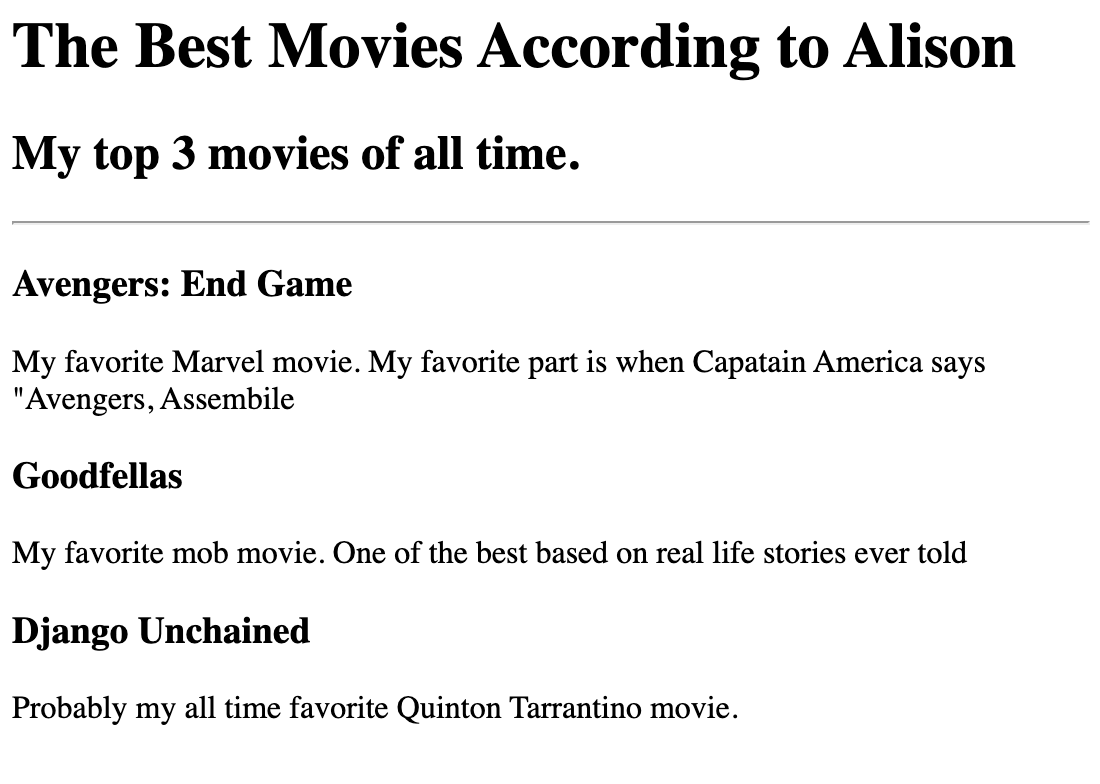 The Best Movies According to Alison
My top 3 movies of all time.
Avengers: End Game
My favorite Marvel movie. My favorite part is when Capatain America says
"Avengers, Assembile
Goodfellas
My favorite mob movie. One of the best based on real life stories ever told
Django Unchained
Probably my all time favorite Quinton Tarrantino movie.